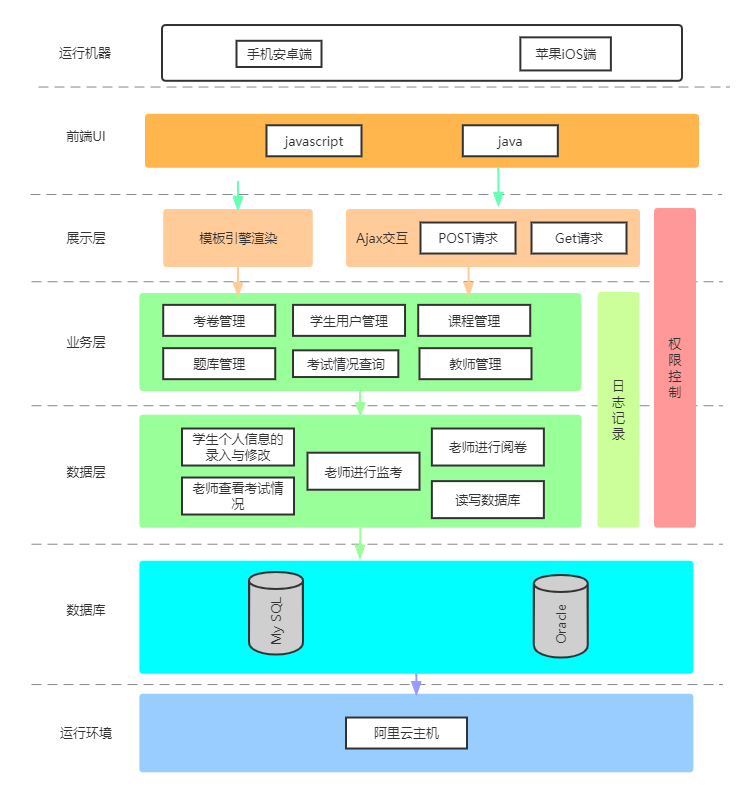 运行机器
手机安卓端
苹果iOS端
前端UI
javascript
java
展示层
模板引擎渲染
Ajax交互
POST请求
Get请求
业务层
考卷管理
学生用户管理
课程管理
题库管理
考试情况查询
教师管理
权限控制
日志记录
数据层
学生个人信息的
录入与修改
老师进行监考
老师进行阅卷
老师查看考试情
况
读写数据库
数据库
My SQL
Oracle
运行环境
阿里云主机